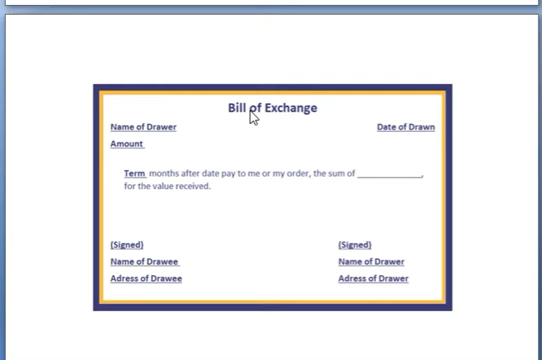 Bill of Exchange
Name of Drawer Date of Drawn
Amount
Term months after date pay to me or my order, the sum of ______________,
for the value received.
(Signed) (Signed)
Name of Drawee Name of Drawer
Adress of Drawee Adress of Drawer